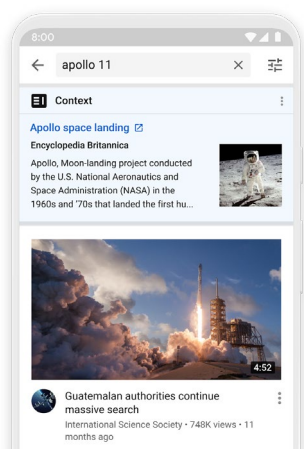 8:00
apollo 11
Context
Apollo space landing
Encyclopedia Britannica
Apollo, Moon-landing project conducted
by the U.S. National Aeronautics and
Space Administration (NASA) in the
1960s and '70s that landed the first hu...
4:52
Guatemalan authorities continue
massive search
International Science Society • 748K views • 11
months ago